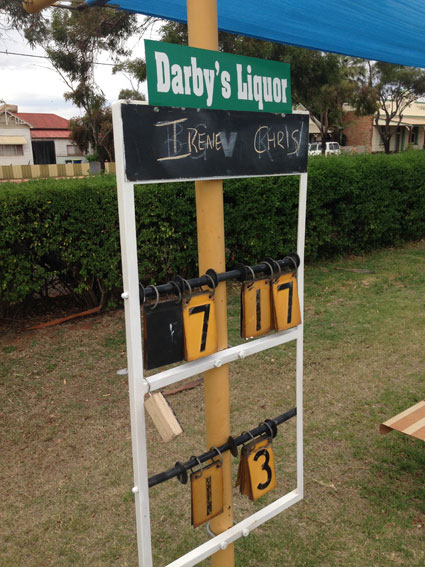 Darby's Liquor
IRENE V CHRIS
7 17
1 3